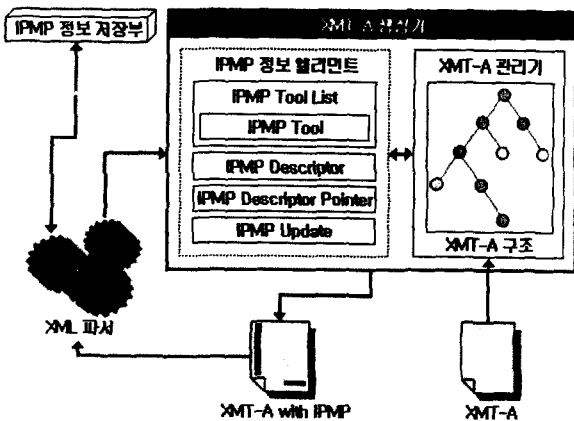 IPMP 정보 저장부
XMT-A 생성기
IPMP 정보 엘리먼트
IPMP Tool List
IPMP Tool
IPMP Descriptor
IPMP Descriptor Pointer
IPMP Update
XMT-A 관리기
XMT-A 구조
XML 파서
XMT-A with IPMP
XMT-A